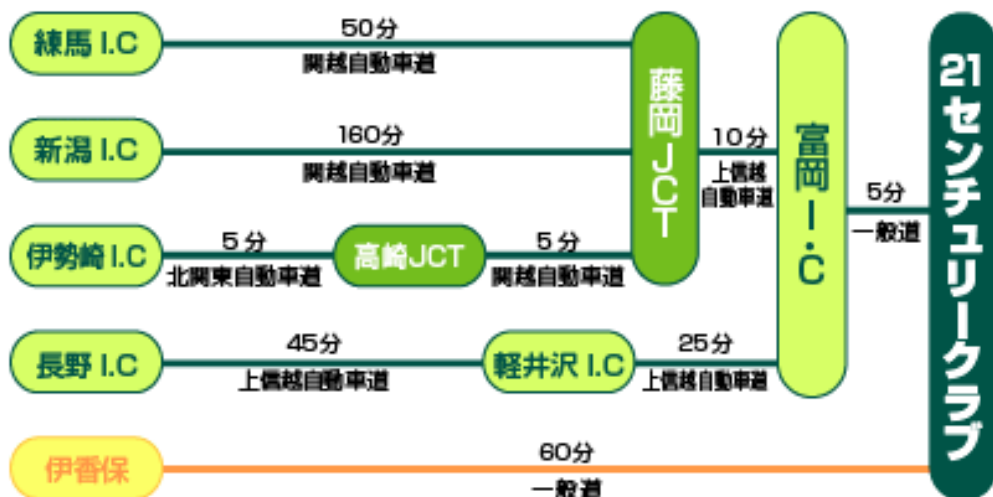 練馬 I.C
50分
関越自動車道
新潟 I.C
160分
関越自動車道
伊勢崎 I.C
5分
北関東自動車道
高崎JCT
5分
関越自動車道
藤岡JCT
10分
上信越
自動車道
長野 I.C
45分
上信越自動車道
軽井沢 I.C
25分
上信越自動車道
富岡I・C
5分
一般道
伊香保
60分
一般道
21センチュリークラブ